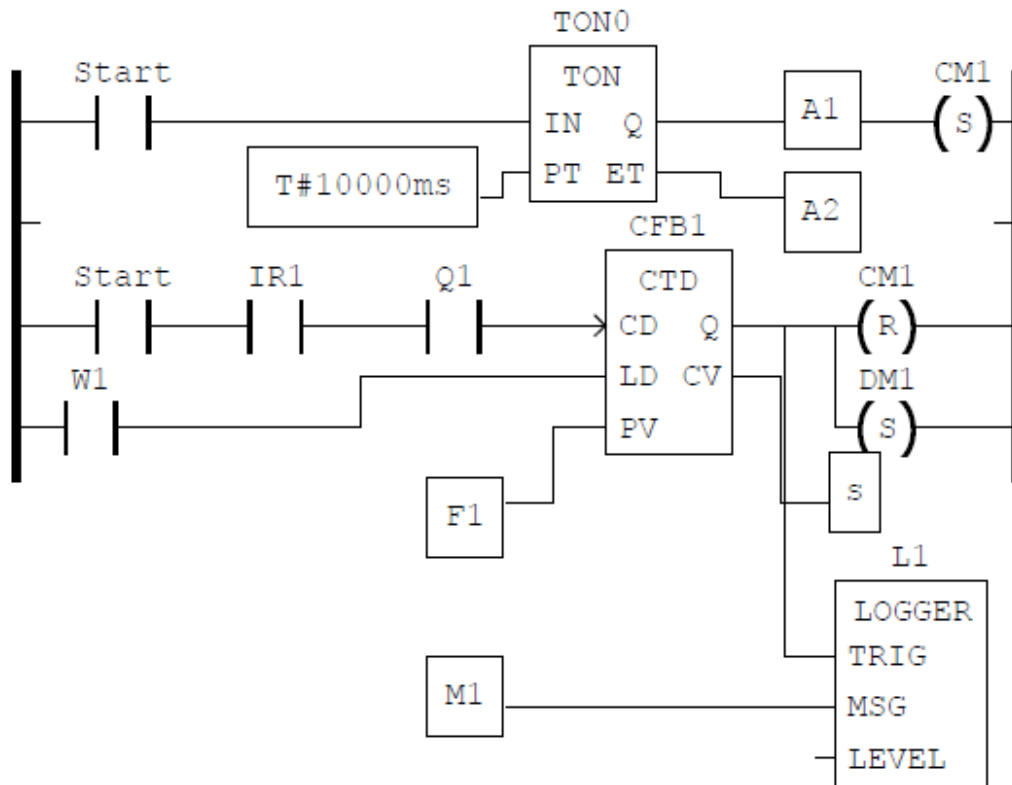 TON0
Start
TON
A1
CM1
IN Q
(S)
T#10000ms
PT ET
A2
CFB1
Start
IR1
Q1
CTD
CM1
CD Q
(R)
W1
LD CV
DM1
PV
(S)
F1
s
L1
LOGGER
TRIG
M1
MSG
LEVEL